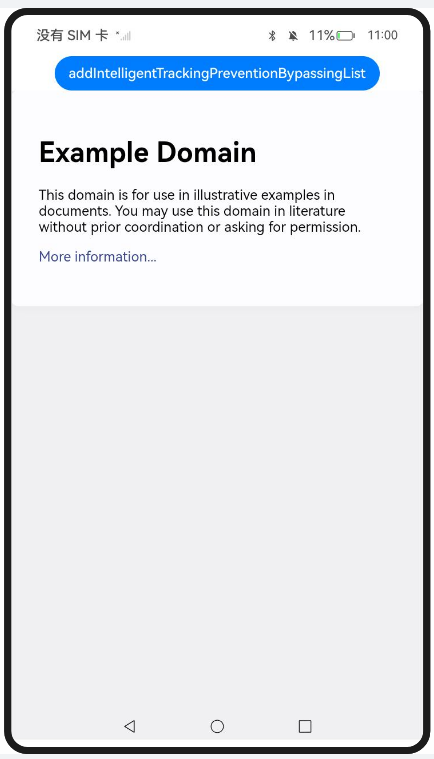 没有 SIM 卡 11% 11:00
addIntelligentTrackingPreventionBypassingList
Example Domain
This domain is for use in illustrative examples in
documents. You may use this domain in literature
without prior coordination or asking for permission.
More information...